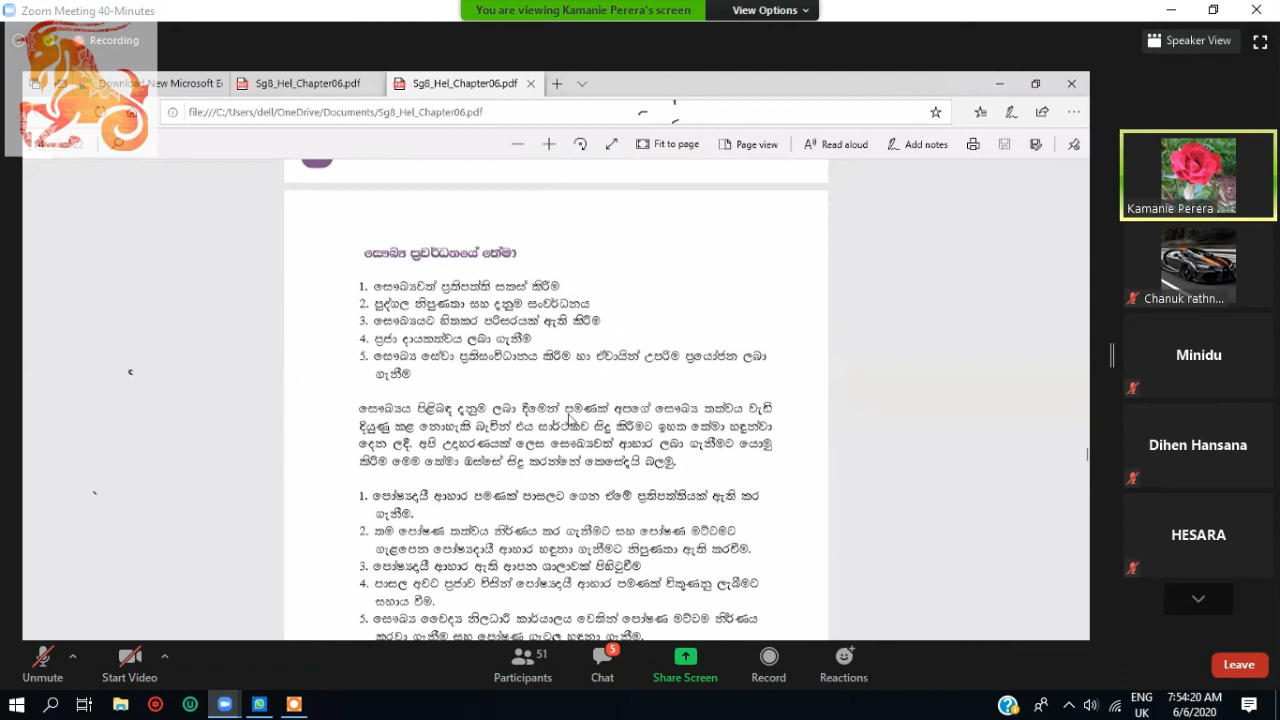 Zoom Meeting 40-Minutes
You are viewing Kamanie Perera's screen
View Options
Recording
Speaker View
Download New Microsoft E
Sg8_Hel_Chapter06.pdf
Sg8_Hel_Chapter06.pdf
file:///C:/Users/dell/OneDrive/Documents/Sg8_Hel_Chapter06.pdf
Fit to page
Page view
Read aloud
Add notes
සෞඛ්‍ය ප්‍රවර්ධනයේ තේමා
1. සෞඛ්‍යවත් ප්‍රතිපත්ති සකස් කිරීම
2. පුද්ගල නිපුණතා සහ දැනුම සංවර්ධනය
3. සෞඛ්‍යයට හිතකර පරිසරයක් ඇති කිරීම
4. ප්‍රජා දායකත්වය ලබා ගැනීම
5. සෞඛ්‍ය සේවා ප්‍රතිසංවිධානය කිරීම හා ඒවායින් උපරිම ප්‍රයෝජන ලබා
ගැනීම
සෞඛ්‍යය පිළිබඳ දැනුම ලබා දීමෙන් පමණක් අපගේ සෞඛ්‍ය තත්වය වැඩි
දියුණු කළ නොහැකි බැවින් එය සාර්ථකව සිදු කිරීමට ඉහත තේමා හඳුන්වා
දෙන ලදී. අපි උදාහරණයක් ලෙස සෞඛ්‍යවත් ආහාර ලබා ගැනීමට යොමු
කිරීම මෙම තේමා ඔස්සේ සිදු කරන්නේ කෙසේදැයි බලමු.
1. පෝෂ්‍යදායී ආහාර පමණක් පාසලට ගෙන ඒමේ ප්‍රතිපත්තියක් ඇති කර
ගැනීම.
2. තම පෝෂණ තත්වය නිර්ණය කර ගැනීමට සහ පෝෂණ මට්ටමට
ගැළපෙන පෝෂ්‍යදායී ආහාර හඳුනා ගැනීමට නිපුණතා ඇති කරවීම.
3. පෝෂ්‍යදායී ආහාර ඇති ආපන ශාලාවක් පිහිටුවීම
4. පාසල අවට ප්‍රජාව විසින් පෝෂ්‍යදායී ආහාර පමණක් විකුණනු ලැබීමට
සහාය වීම.
5. සෞඛ්‍ය වෛද්‍ය නිලධාරි කාර්යාලය වෙතින් පෝෂණ මට්ටම නිර්ණය
කරවා ගැනීම සහ පෝෂණ ගැටලු හඳුනා ගැනීම.
Kamanie Perera
Chanuk rathn...
Minidu
Dihen Hansana
HESARA
Unmute
Start Video
51
Participants
5
Chat
Share Screen
Record
Reactions
Leave
ENG
UK
7:54:20 AM
6/6/2020